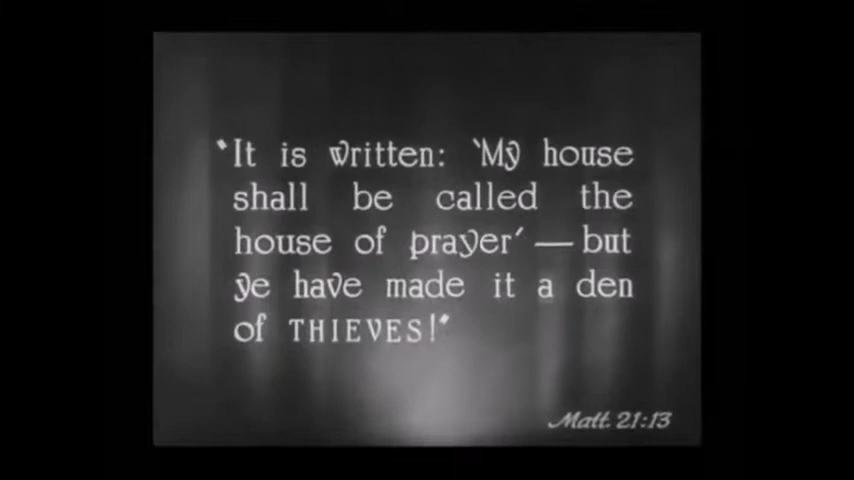 "It is written: 'My house
shall be called the
house of prayer' — but
ye have made it a den
of THIEVES!"
Matt. 21:13